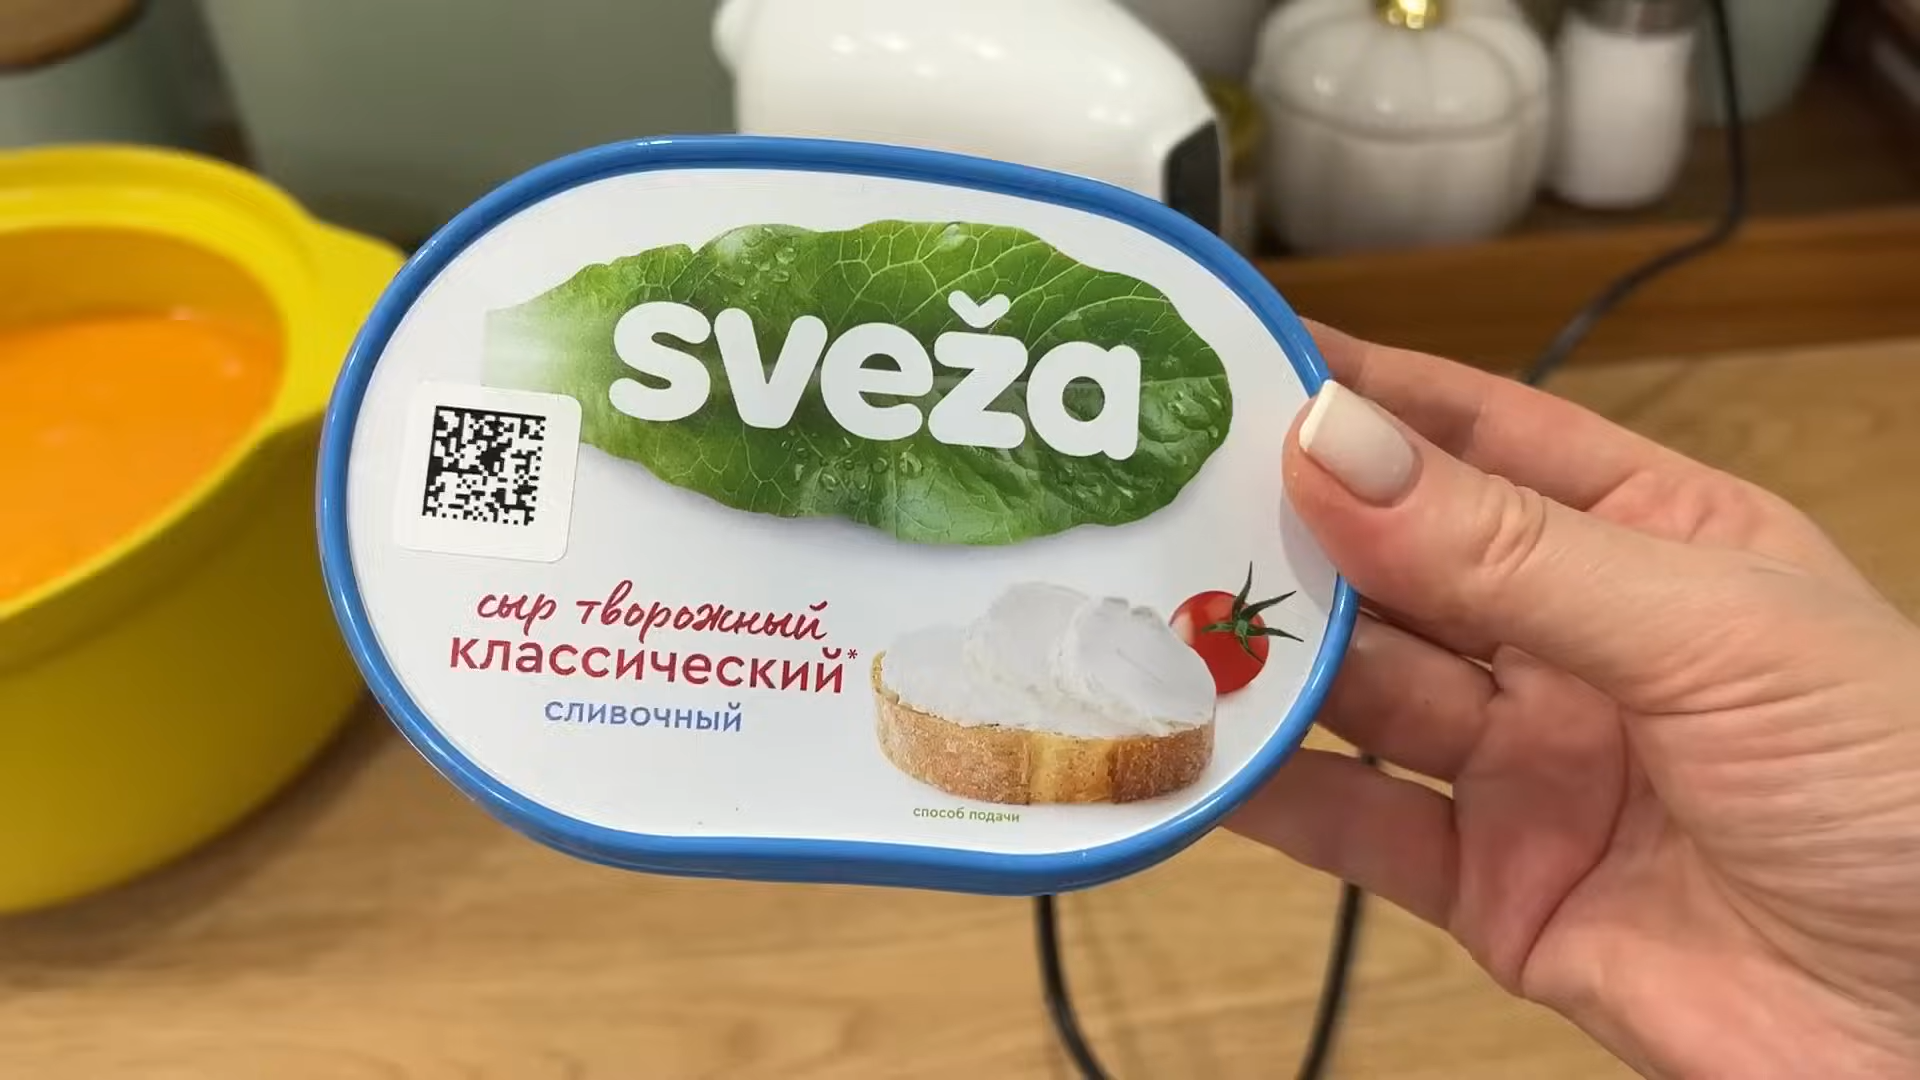 sveža
сыр творожный
классический*
сливочный
способ подачи